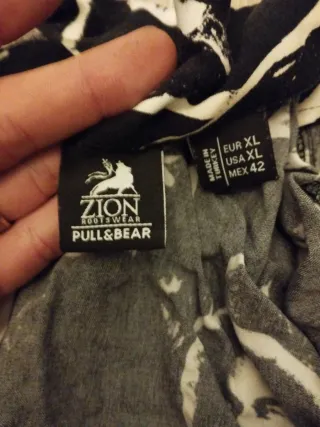 ZION
ROOTSWEAR
PULL&BEAR
MADE IN
TURKEY
EUR XL
USA XL
MEX 42